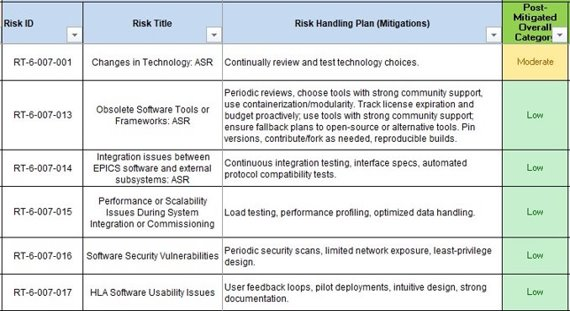 Risk ID
Risk Title
Risk Handling Plan (Mitigations)
Post-
Mitigated
Overall
Category
RT-6-007-001
Changes in Technology: ASR
Continually review and test technology choices.
Moderate
RT-6-007-013
Obsolete Software Tools or
Frameworks: ASR
Periodic reviews, choose tools with strong community support,
use containerization/modularity. Track license expiration and
budget proactively; use tools with strong community support;
ensure fallback plans to open-source or alternative tools. Pin
versions, contribute/fork as needed, reproducible builds.
Low
RT-6-007-014
Integration issues between
EPICS software and external
subsystems: ASR
Continuous integration testing, interface specs, automated
protocol compatibility tests.
Low
RT-6-007-015
Performance or Scalability
Issues During System
Integration or Commissioning
Load testing, performance profiling, optimized data handling.
Low
RT-6-007-016
Software Security Vulnerabilities
Periodic security scans, limited network exposure, least-privilege
design.
Low
RT-6-007-017
HLA Software Usability Issues
User feedback loops, pilot deployments, intuitive design, strong
documentation.
Low